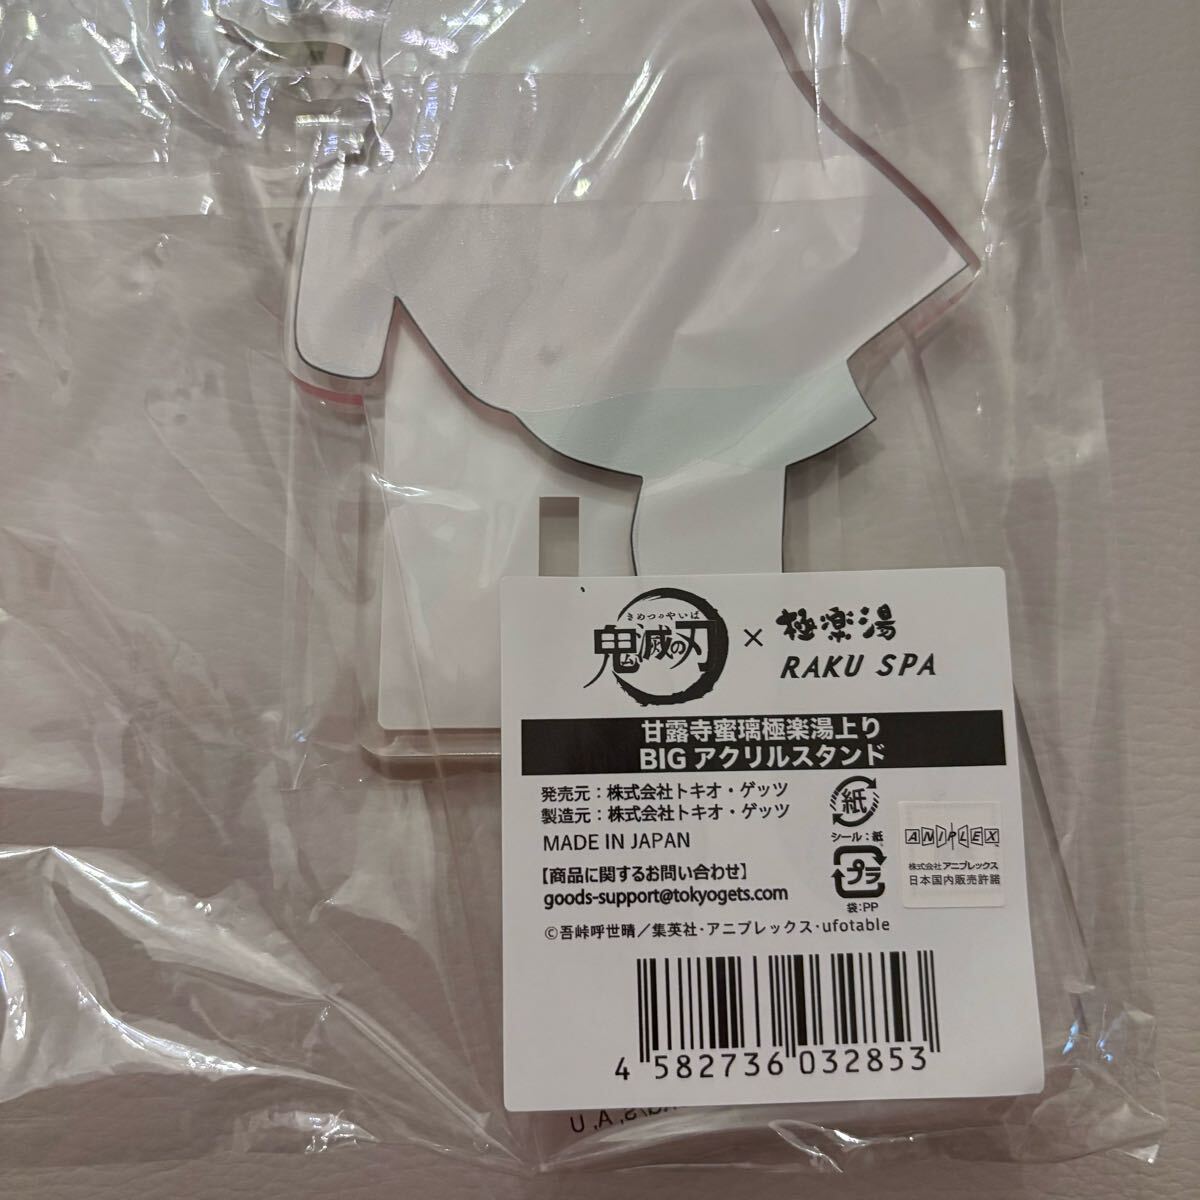 きめつのやいば
鬼滅の刃 × 極楽湯
RAKU SPA
甘露寺蜜璃極楽湯上り
BIG アクリルスタンド
発売元：株式会社トキオ・ゲッツ
製造元：株式会社トキオ・ゲッツ
MADE IN JAPAN
【商品に関するお問い合わせ】
goods-support@tokyogets.com
©吾峠呼世晴／集英社・アニプレックス・ufotable
紙
シール：紙
プラ
袋：PP
ANIPLEX
株式会社アニプレックス
日本国内販売許諾
4 582736 032853